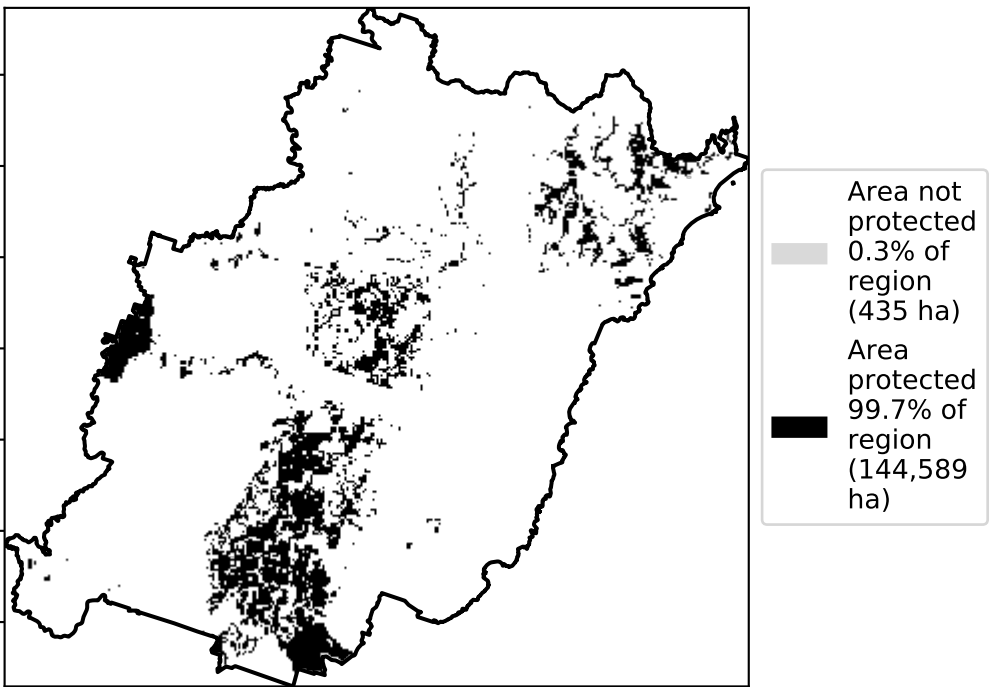 Area not
protected
0.3% of
region
(435 ha)
Area
protected
99.7% of
region
(144,589
ha)